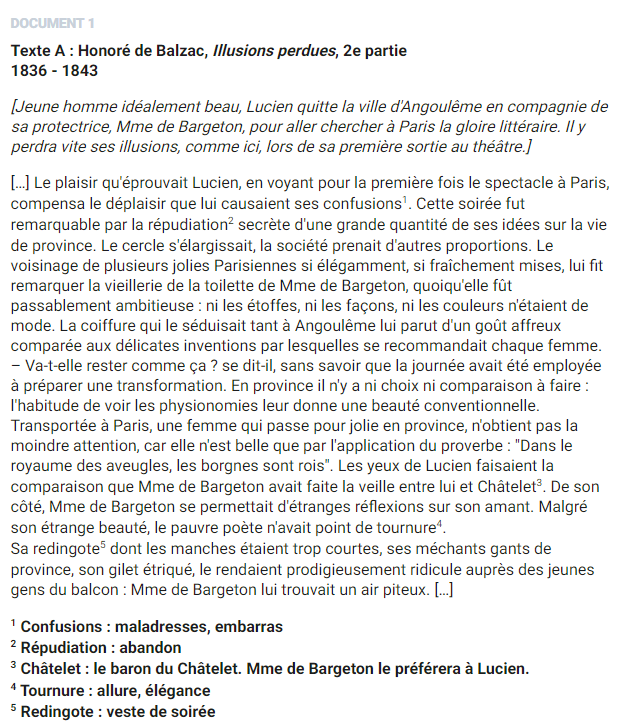 DOCUMENT 1
Texte A : Honoré de Balzac, Illusions perdues, 2e partie
1836 - 1843
[Jeune homme idéalement beau, Lucien quitte la ville d'Angoulême en compagnie de
sa protectrice, Mme de Bargeton, pour aller chercher à Paris la gloire littéraire. Il y
perdra vite ses illusions, comme ici, lors de sa première sortie au théâtre.]
[…] Le plaisir qu'éprouvait Lucien, en voyant pour la première fois le spectacle à Paris,
compensa le déplaisir que lui causaient ses confusions¹. Cette soirée fut
remarquable par la répudiation² secrète d'une grande quantité de ses idées sur la vie
de province. Le cercle s'élargissait, la société prenait d'autres proportions. Le
voisinage de plusieurs jolies Parisiennes si élégamment, si fraîchement mises, lui fit
remarquer la vieillerie de la toilette de Mme de Bargeton, quoiqu'elle fût
passablement ambitieuse : ni les étoffes, ni les façons, ni les couleurs n'étaient de
mode. La coiffure qui le séduisait tant à Angoulême lui parut d'un goût affreux
comparée aux délicates inventions par lesquelles se recommandait chaque femme.
– Va-t-elle rester comme ça ? se dit-il, sans savoir que la journée avait été employée
à préparer une transformation. En province il n'y a ni choix ni comparaison à faire :
l'habitude de voir les physionomies leur donne une beauté conventionnelle.
Transportée à Paris, une femme qui passe pour jolie en province, n'obtient pas la
moindre attention, car elle n'est belle que par l'application du proverbe : "Dans le
royaume des aveugles, les borgnes sont rois". Les yeux de Lucien faisaient la
comparaison que Mme de Bargeton avait faite la veille entre lui et Châtelet³. De son
côté, Mme de Bargeton se permettait d'étranges réflexions sur son amant. Malgré
son étrange beauté, le pauvre poète n'avait point de tournure⁴.
Sa redingote⁵ dont les manches étaient trop courtes, ses méchants gants de
province, son gilet étriqué, le rendaient prodigieusement ridicule auprès des jeunes
gens du balcon : Mme de Bargeton lui trouvait un air piteux. […]
¹ Confusions : maladresses, embarras
² Répudiation : abandon
³ Châtelet : le baron du Châtelet. Mme de Bargeton le préférera à Lucien.
⁴ Tournure : allure, élégance
⁵ Redingote : veste de soirée